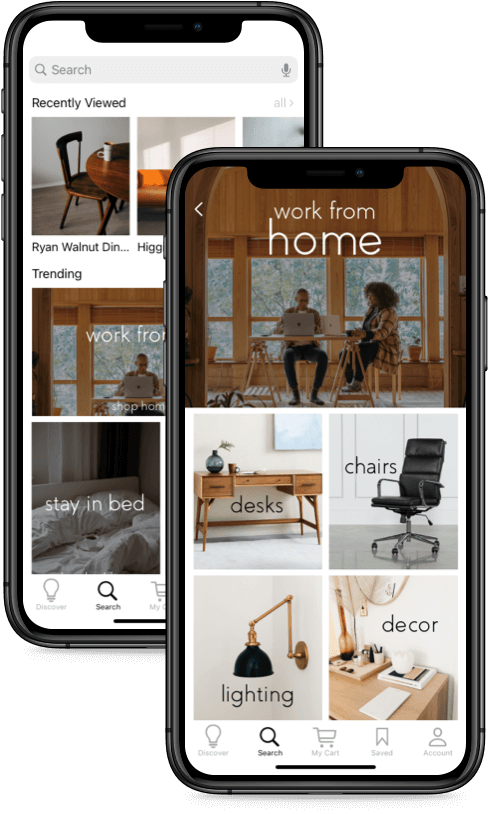 Search
Recently Viewed
all >
Ryan Walnut Din...
Higg
Trending
work fro
shop hom
stay in bed
Discover
Search
My C
work from
home
desks
chairs
lighting
decor
Discover
Search
My Cart
Saved
Account